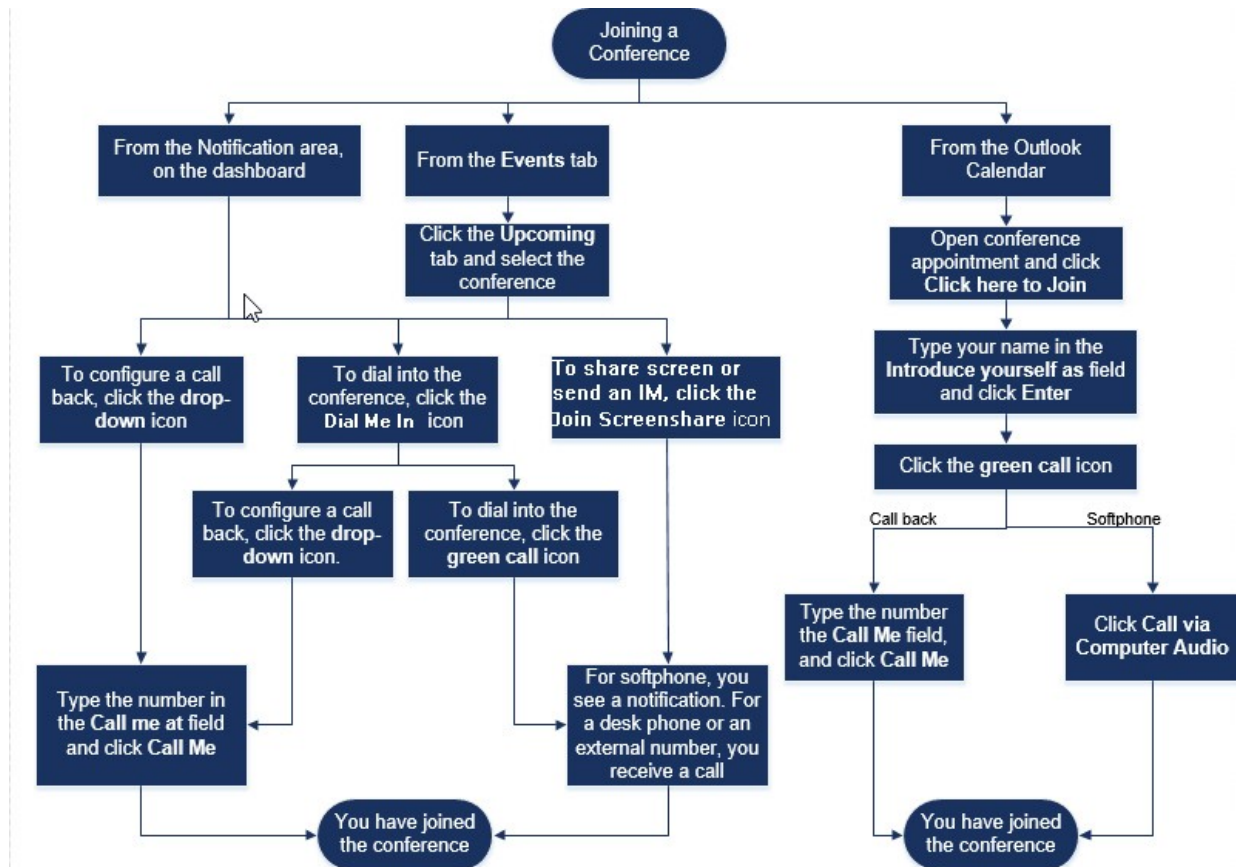 Joining a
Conference
From the Notification area,
on the dashboard
From the Events tab
From the Outlook
Calendar
Click the Upcoming
tab and select the
conference
Open conference
appointment and click
Click here to Join
Type your name in the
Introduce yourself as field
and click Enter
To configure a call
back, click the drop-
down icon
To dial into the
conference, click the
Dial Me In icon
To share screen or
send an IM, click the
Join Screenshare icon
Click the green call icon
To configure a call
back, click the drop-
down icon.
To dial into the
conference, click the
green call icon
Call back
Softphone
Type the number
the Call Me field,
and click Call Me
Click Call via
Computer Audio
Type the number in
the Call me at field
and click Call Me
For softphone, you
see a notification. For
a desk phone or an
external number, you
receive a call
You have joined
the conference
You have joined
the conference